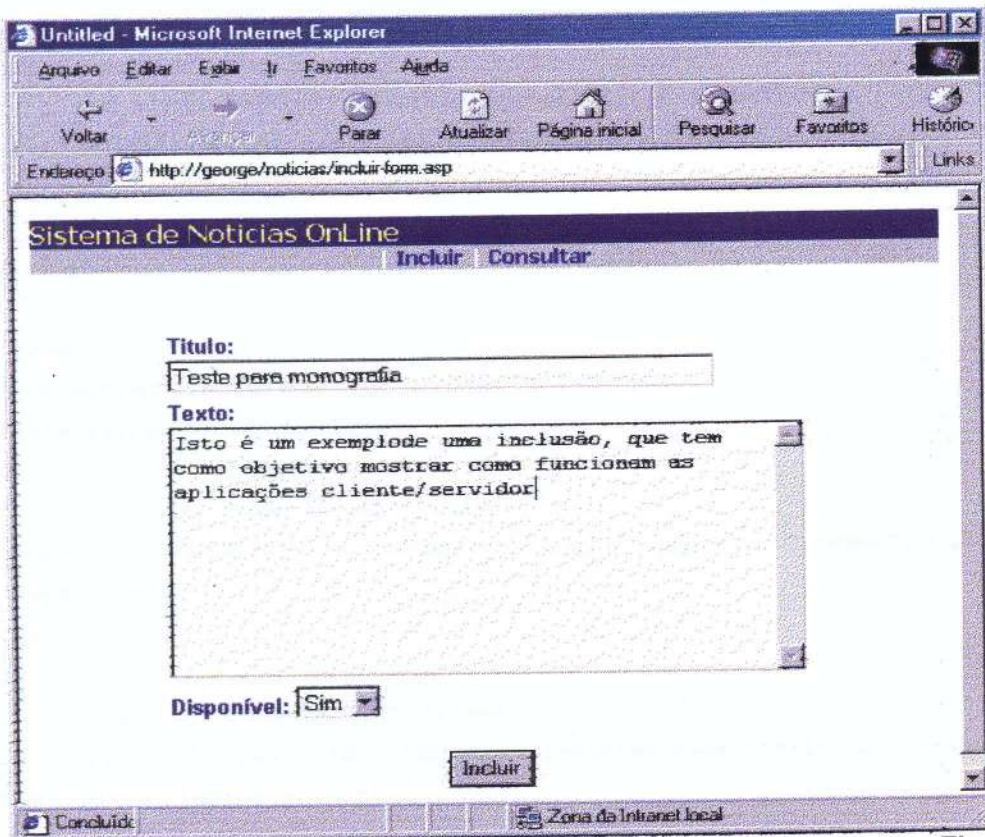 Untitled - Microsoft Internet Explorer
Arquivo Editar Exibir Ir Favoritos Ajuda
Voltar Avançar Parar Atualizar Página inicial Pesquisar Favoritos Históric
Endereço http://george/noticias/incluir-form.asp Links
Sistema de Noticias OnLine
Incluir Consultar
Titulo:
Teste para monografia
Texto:
Isto é um exemplode uma inclusão, que tem
como objetivo mostrar como funcionam as
aplicações cliente/servidor
Disponível: Sim
Incluir
Concluíd Zona da Intranet local